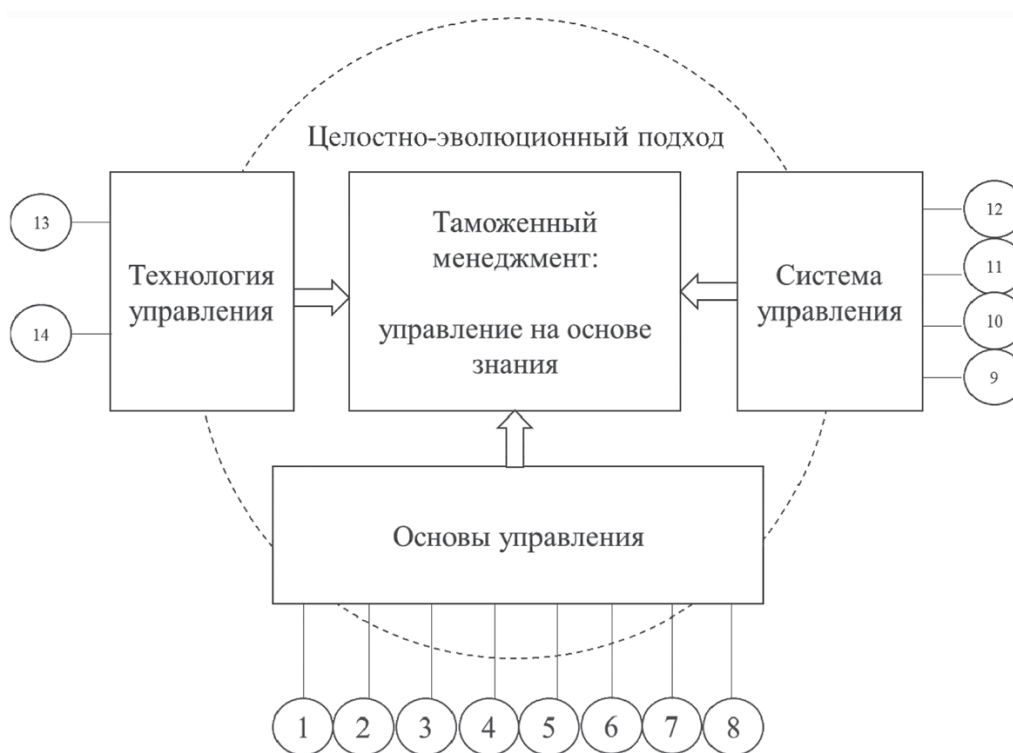 Целостно-эволюционный подход
13
14
Технология
управления
Таможенный
менеджмент:
управление на основе
знания
Система
управления
12
11
10
9
Основы управления
1 2 3 4 5 6 7 8